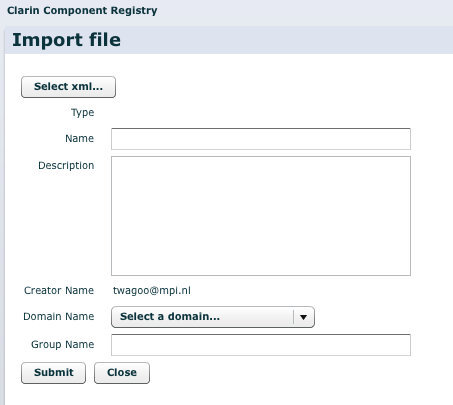 Clarin Component Registry
Import file
Select xml...
Type
Name
Description
Creator Name twagoo@mpi.nl
Domain Name Select a domain...
Group Name
Submit Close